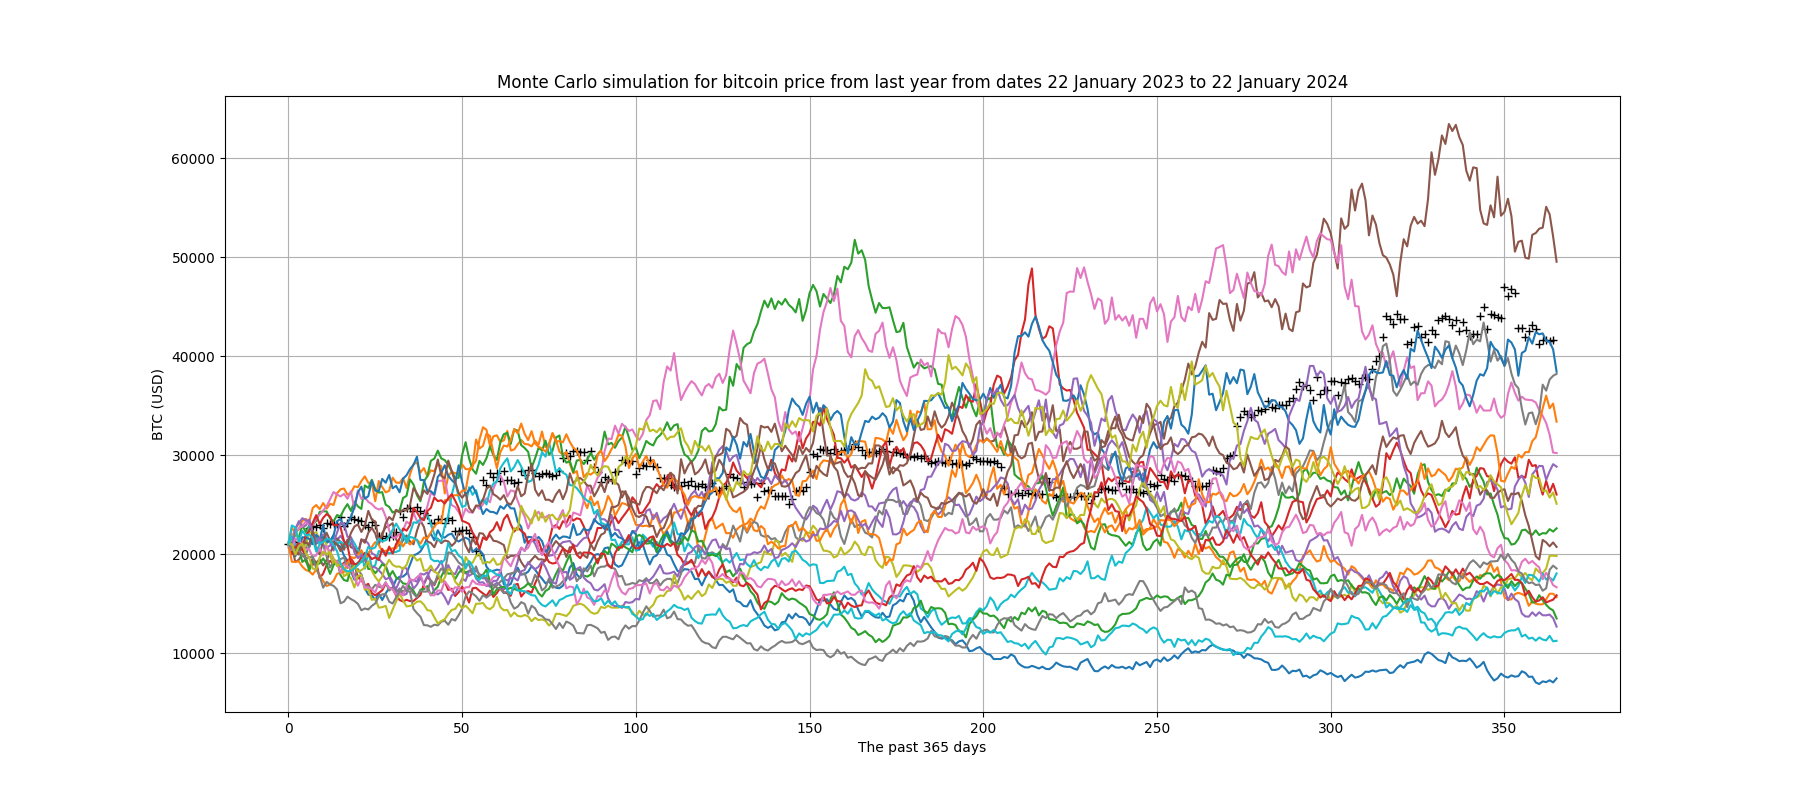 Monte Carlo simulation for bitcoin price from last year from dates 22 January 2023 to 22 January 2024
60000
50000
40000
30000
20000
10000
BTC (USD)
0 50 100 150 200 250 300 350
The past 365 days